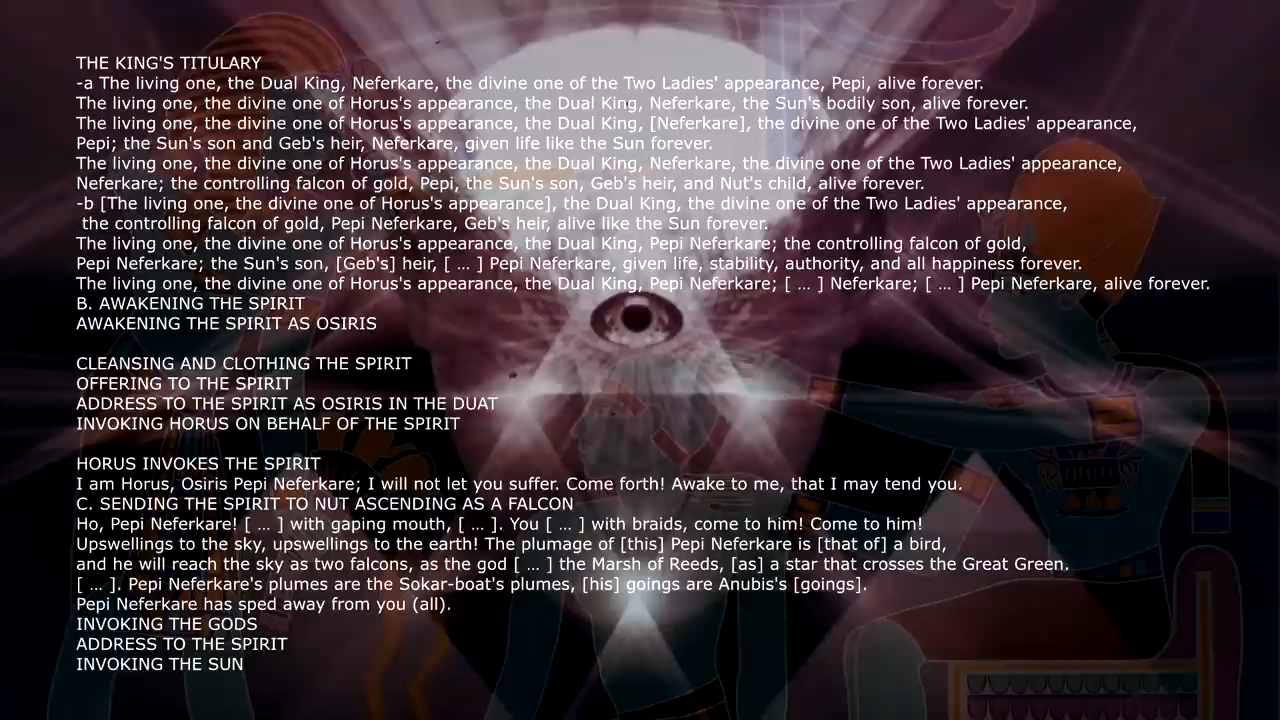 THE KING'S TITULARY
-a The living one, the Dual King, Neferkare, the divine one of the Two Ladies' appearance, Pepi, alive forever.
The living one, the divine one of Horus's appearance, the Dual King, Neferkare, the Sun's bodily son, alive forever.
The living one, the divine one of Horus's appearance, the Dual King, [Neferkare], the divine one of the Two Ladies' appearance,
Pepi; the Sun's son and Geb's heir, Neferkare, given life like the Sun forever.
The living one, the divine one of Horus's appearance, the Dual King, Neferkare, the divine one of the Two Ladies' appearance,
Neferkare; the controlling falcon of gold, Pepi, the Sun's son, Geb's heir, and Nut's child, alive forever.
-b [The living one, the divine one of Horus's appearance], the Dual King, the divine one of the Two Ladies' appearance,
the controlling falcon of gold, Pepi Neferkare, Geb's heir, alive like the Sun forever.
The living one, the divine one of Horus's appearance, the Dual King, Pepi Neferkare; the controlling falcon of gold,
Pepi Neferkare; the Sun's son, [Geb's] heir, [ … ] Pepi Neferkare, given life, stability, authority, and all happiness forever.
The living one, the divine one of Horus's appearance, the Dual King, Pepi Neferkare; [ … ] Neferkare; [ … ] Pepi Neferkare, alive forever.
B. AWAKENING THE SPIRIT
AWAKENING THE SPIRIT AS OSIRIS
CLEANSING AND CLOTHING THE SPIRIT
OFFERING TO THE SPIRIT
ADDRESS TO THE SPIRIT AS OSIRIS IN THE DUAT
INVOKING HORUS ON BEHALF OF THE SPIRIT
HORUS INVOKES THE SPIRIT
I am Horus, Osiris Pepi Neferkare; I will not let you suffer. Come forth! Awake to me, that I may tend you.
C. SENDING THE SPIRIT TO NUT ASCENDING AS A FALCON
Ho, Pepi Neferkare! [ … ] with gaping mouth, [ … ]. You [ … ] with braids, come to him! Come to him!
Upswellings to the sky, upswellings to the earth! The plumage of [this] Pepi Neferkare is [that of] a bird,
and he will reach the sky as two falcons, as the god [ … ] the Marsh of Reeds, [as] a star that crosses the Great Green.
[ … ]. Pepi Neferkare's plumes are the Sokar-boat's plumes, [his] goings are Anubis's [goings].
Pepi Neferkare has sped away from you (all).
INVOKING THE GODS
ADDRESS TO THE SPIRIT
INVOKING THE SUN